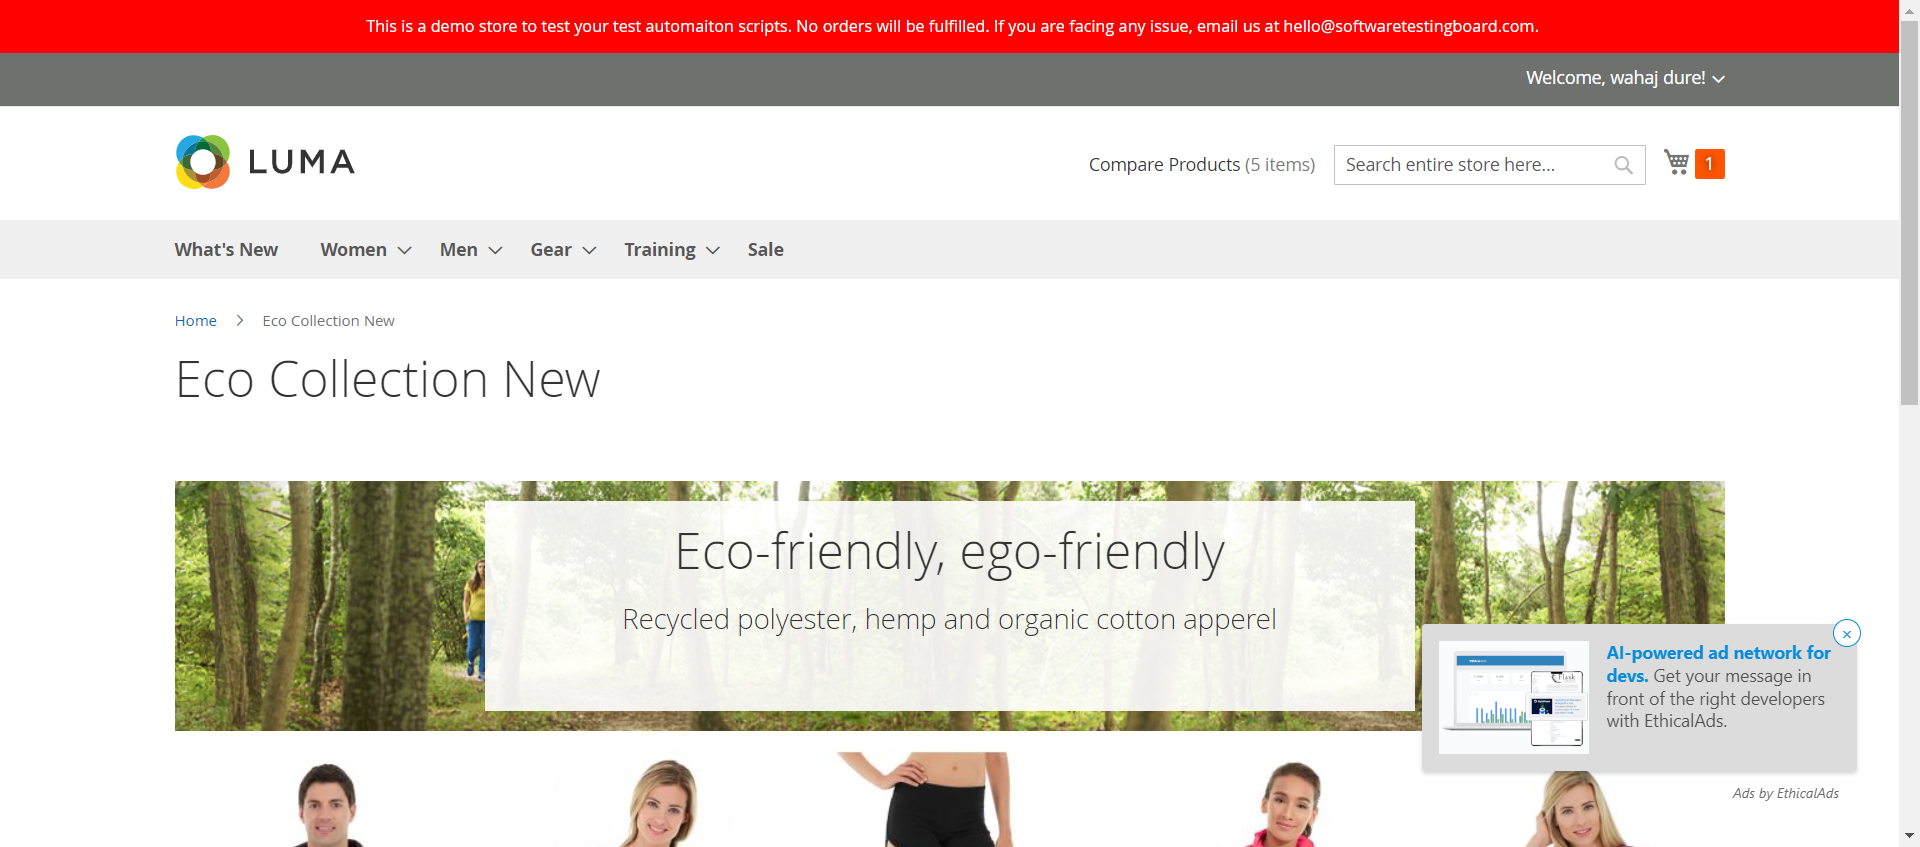 This is a demo store to test your test automaiton scripts. No orders will be fulfilled. If you are facing any issue, email us at hello@softwaretestingboard.com.
Welcome, wahaj dure!
LUMA
Compare Products (5 items)
Search entire store here...
1
What's New
Women
Men
Gear
Training
Sale
Home
Eco Collection New
Eco Collection New
Eco-friendly, ego-friendly
Recycled polyester, hemp and organic cotton apperel
AI-powered ad network for
devs. Get your message in
front of the right developers
with EthicalAds.
Ads by EthicalAds